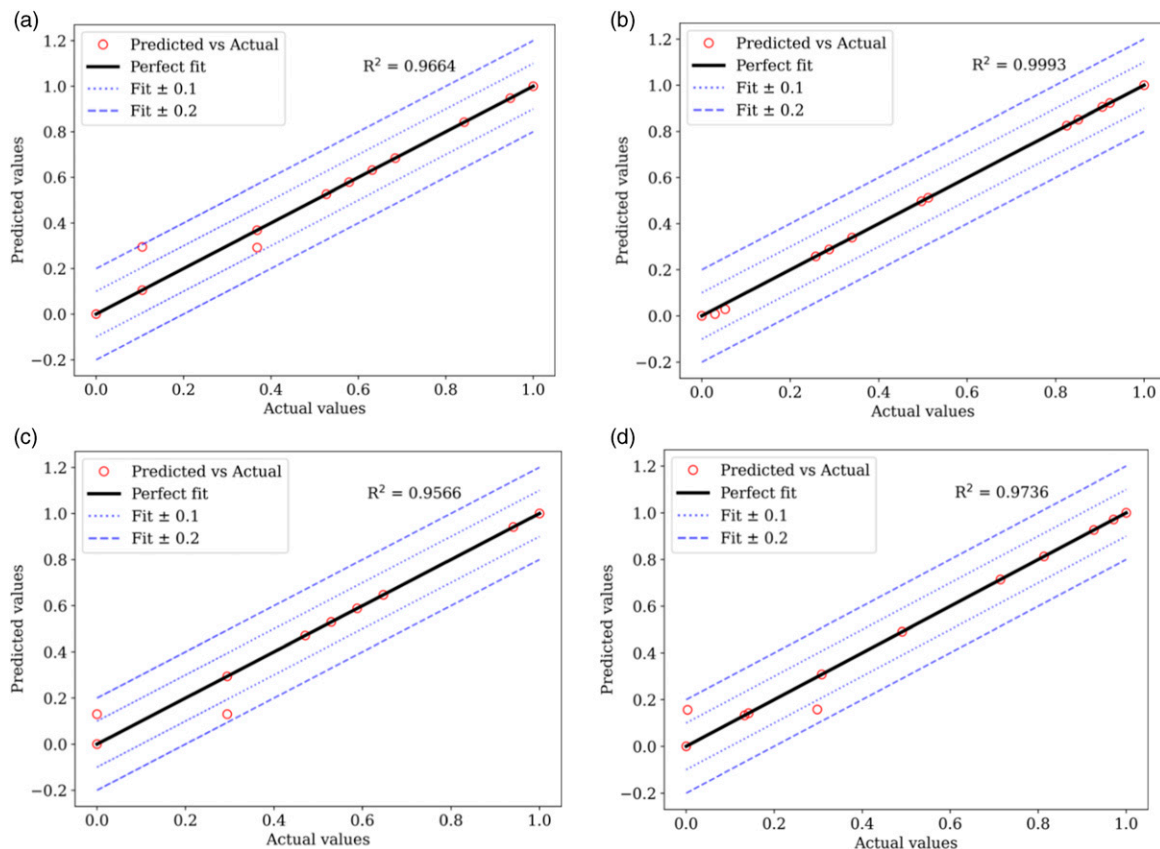 (a)
Predicted vs Actual
Perfect fit
Fit ± 0.1
Fit ± 0.2
R² = 0.9664
Predicted values
1.2
1.0
0.8
0.6
0.4
0.2
0.0
−0.2
0.0 0.2 0.4 0.6 0.8 1.0
Actual values
(b)
Predicted vs Actual
Perfect fit
Fit ± 0.1
Fit ± 0.2
R² = 0.9993
Predicted values
1.2
1.0
0.8
0.6
0.4
0.2
0.0
−0.2
0.0 0.2 0.4 0.6 0.8 1.0
Actual values
(c)
Predicted vs Actual
Perfect fit
Fit ± 0.1
Fit ± 0.2
R² = 0.9566
Predicted values
1.2
1.0
0.8
0.6
0.4
0.2
0.0
−0.2
0.0 0.2 0.4 0.6 0.8 1.0
Actual values
(d)
Predicted vs Actual
Perfect fit
Fit ± 0.1
Fit ± 0.2
R² = 0.9736
Predicted values
1.2
1.0
0.8
0.6
0.4
0.2
0.0
−0.2
0.0 0.2 0.4 0.6 0.8 1.0
Actual values